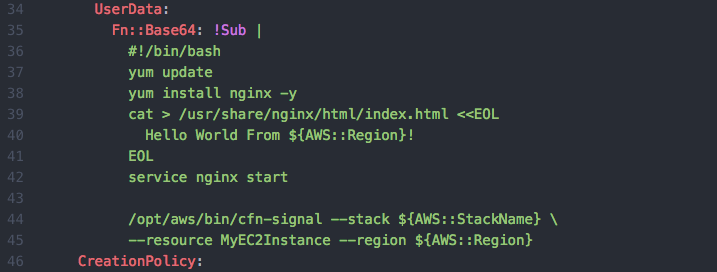 34 UserData:
35 Fn::Base64: !Sub |
36 #!/bin/bash
37 yum update
38 yum install nginx -y
39 cat > /usr/share/nginx/html/index.html <<EOL
40 Hello World From ${AWS::Region}!
41 EOL
42 service nginx start
43
44 /opt/aws/bin/cfn-signal --stack ${AWS::StackName} \
45 --resource MyEC2Instance --region ${AWS::Region}
46 CreationPolicy: